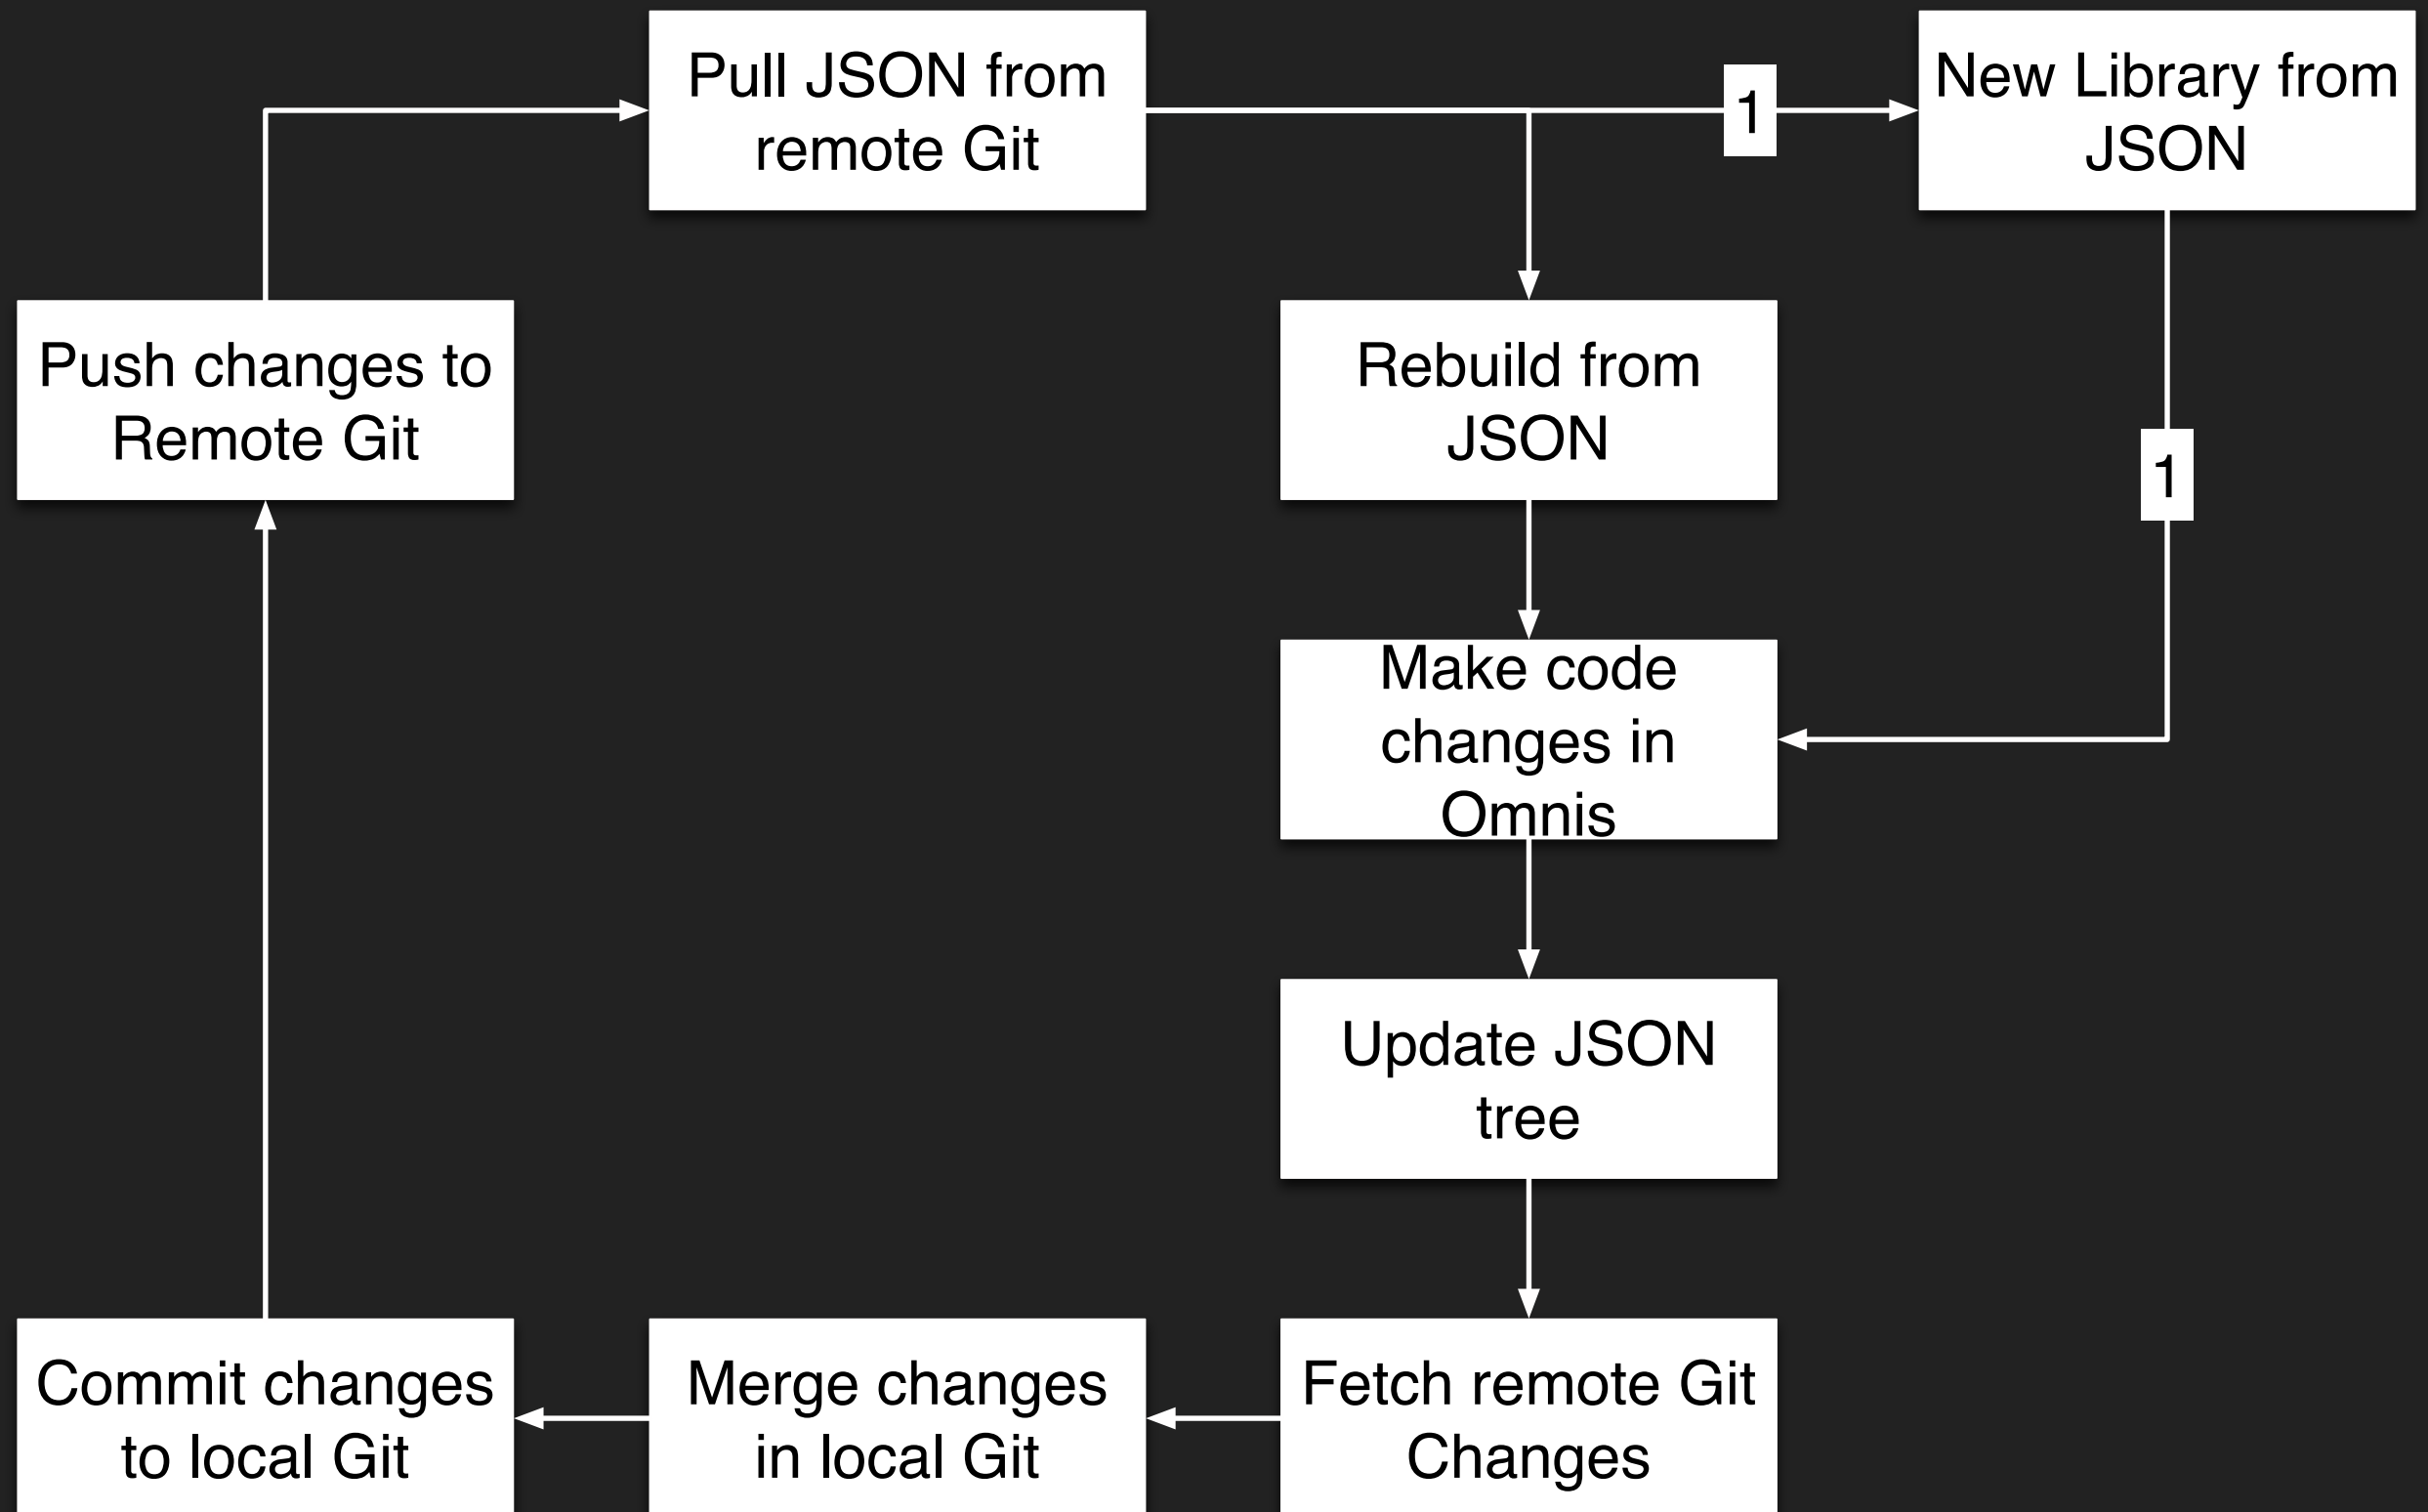 Pull JSON from
remote Git
1
New Library from
JSON
Push changes to
Remote Git
Rebuild from
JSON
1
Make code
changes in
Omnis
Update JSON
tree
Commit changes
to local Git
Merge changes
in local Git
Fetch remote Git
Changes